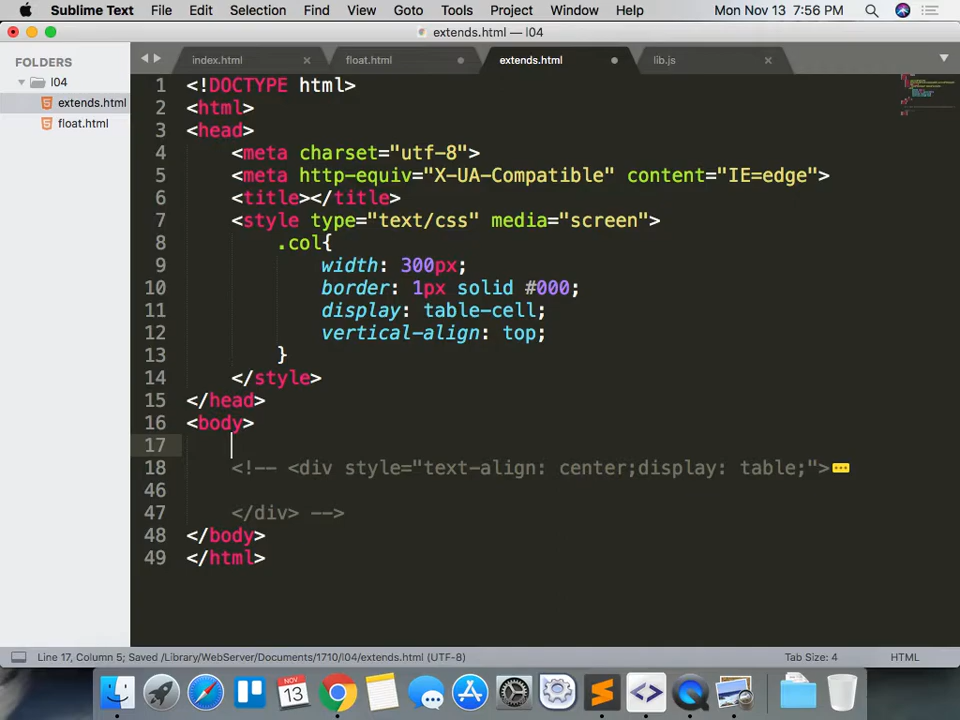 Sublime Text File Edit Selection Find View Goto Tools Project Window Help Mon Nov 13 7:56 PM
extends.html — l04
FOLDERS
l04
extends.html
float.html
index.html float.html extends.html lib.js
1 <!DOCTYPE html>
2 <html>
3 <head>
4 <meta charset="utf-8">
5 <meta http-equiv="X-UA-Compatible" content="IE=edge">
6 <title></title>
7 <style type="text/css" media="screen">
8 .col{
9 width: 300px;
10 border: 1px solid #000;
11 display: table-cell;
12 vertical-align: top;
13 }
14 </style>
15 </head>
16 <body>
17
18 <!-- <div style="text-align: center;display: table;">
46
47 </div> -->
48 </body>
49 </html>
Line 17, Column 5; Saved /Library/WebServer/Documents/1710/l04/extends.html (UTF-8) Tab Size: 4 HTML
NOV
13